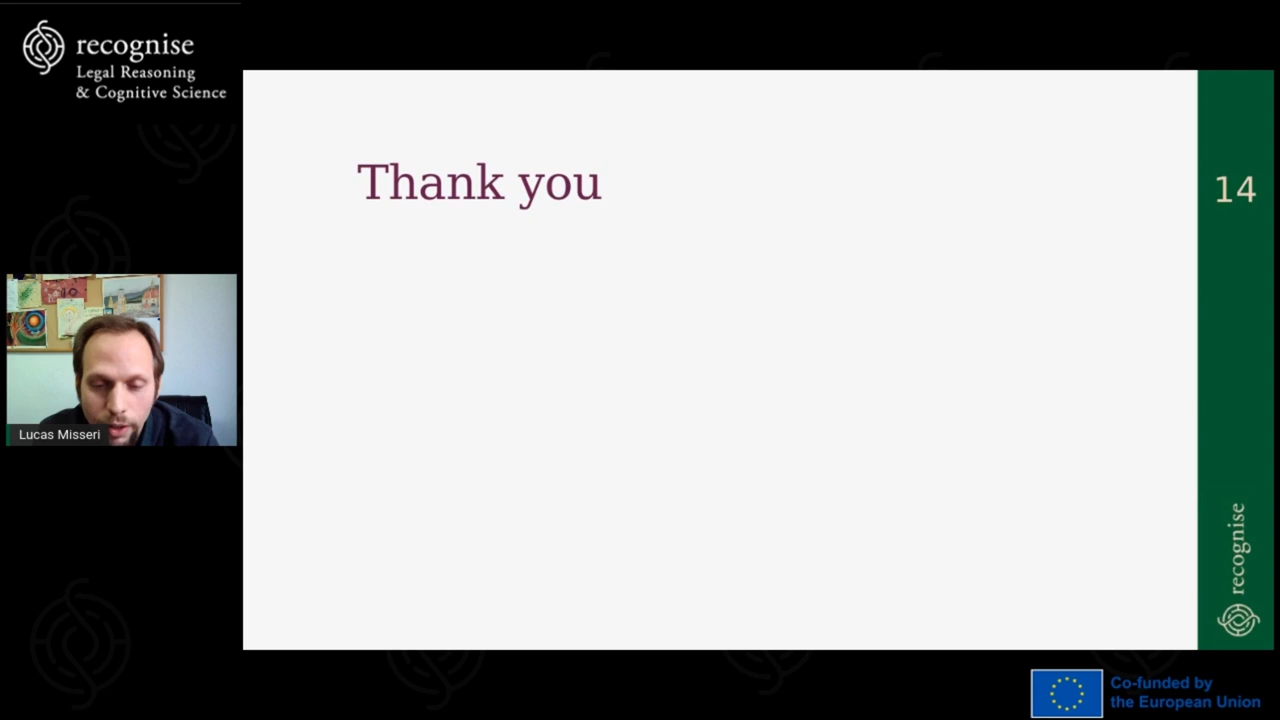 recognise
Legal Reasoning
& Cognitive Science
Thank you
14
Lucas Misseri
recognise
Co-funded by
the European Union